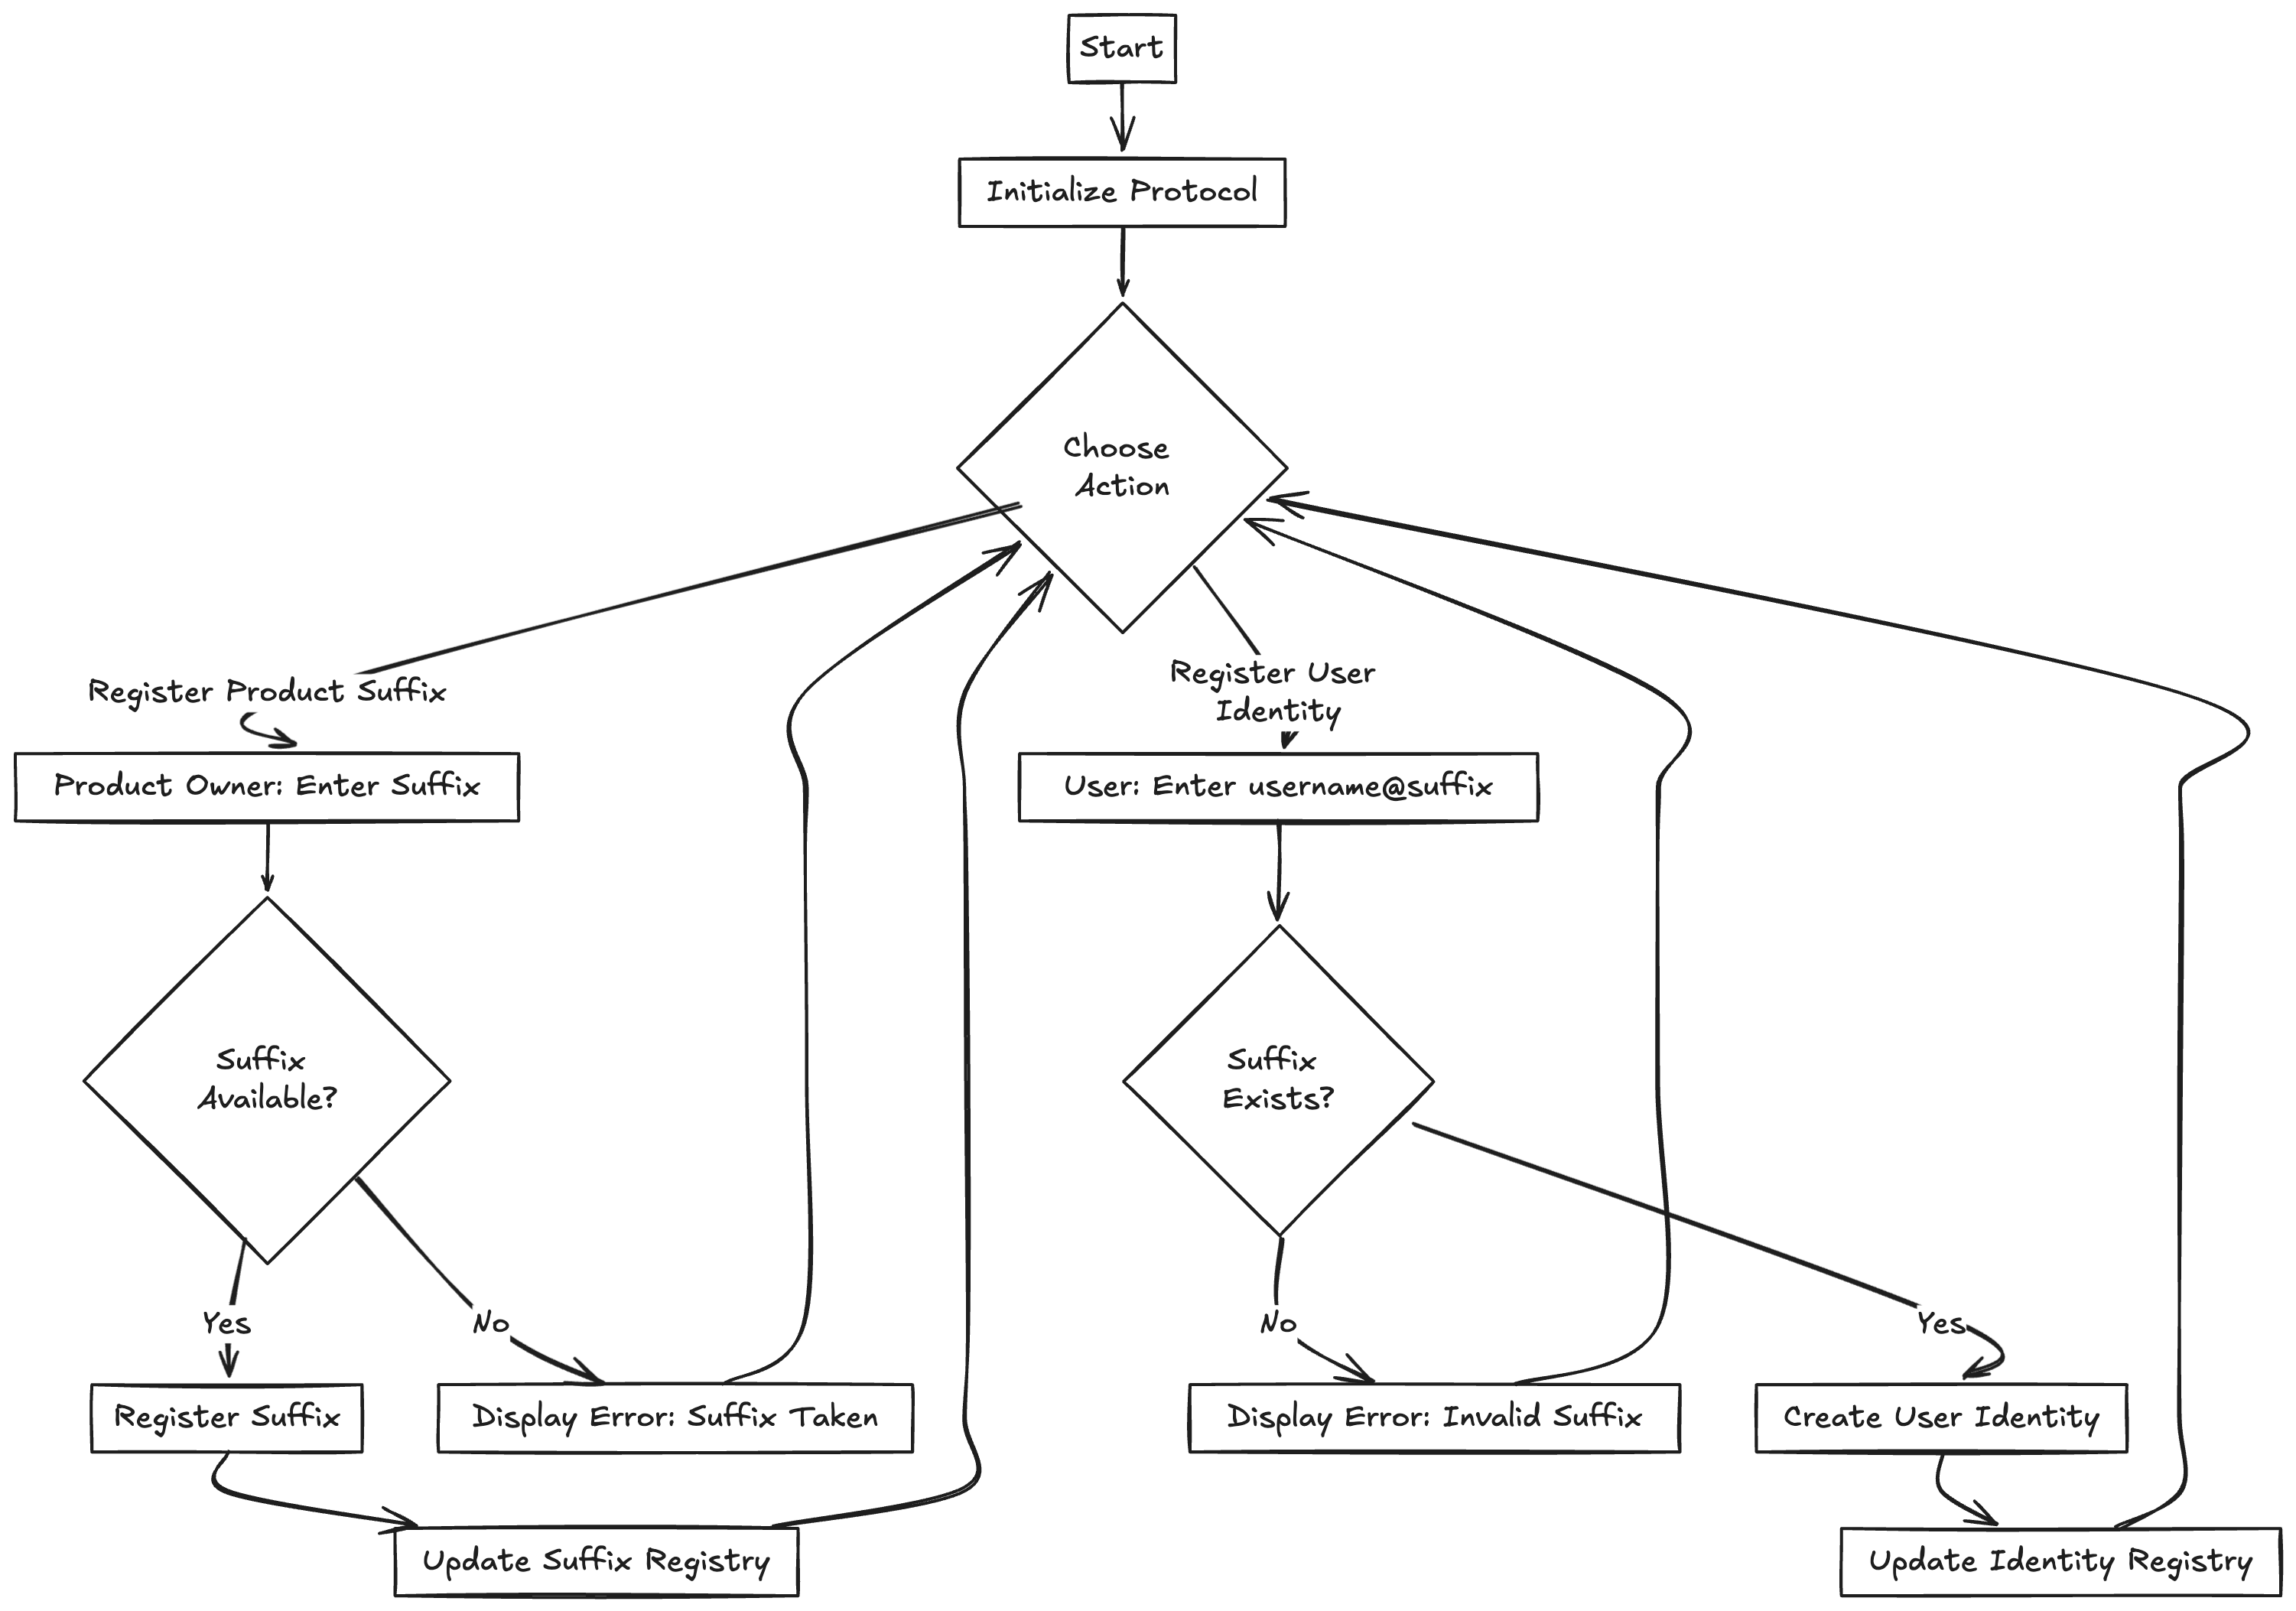 Start
Initialize Protocol
Choose
Action
Register Product Suffix
Register User
Identity
Product Owner: Enter Suffix
User: Enter username@suffix
Suffix
Available?
Suffix
Exists?
Yes
No
No
Yes
Register Suffix
Display Error: Suffix Taken
Display Error: Invalid Suffix
Create User Identity
Update Suffix Registry
Update Identity Registry